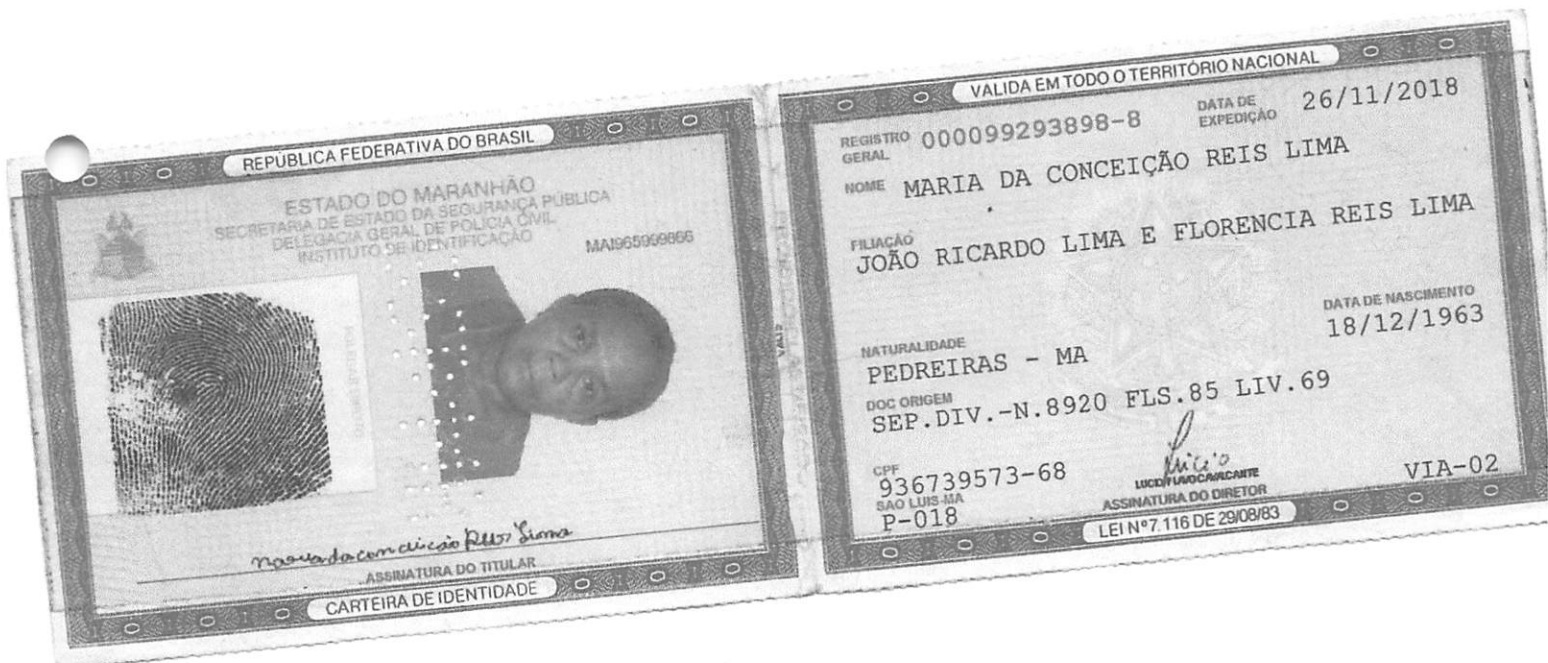 REPÚBLICA FEDERATIVA DO BRASIL
ESTADO DO MARANHÃO
SECRETARIA DE ESTADO DA SEGURANÇA PÚBLICA
DELEGACIA GERAL DE POLICIA CIVIL
INSTITUTO DE IDENTIFICAÇÃO
MAI965999666
ASSINATURA DO TITULAR
CARTEIRA DE IDENTIDADE
VALIDA EM TODO O TERRITÓRIO NACIONAL
REGISTRO GERAL 000099293898-8 DATA DE EXPEDIÇÃO 26/11/2018
NOME MARIA DA CONCEIÇÃO REIS LIMA
FILIAÇÃO
JOÃO RICARDO LIMA E FLORENCIA REIS LIMA
NATURALIDADE DATA DE NASCIMENTO
PEDREIRAS - MA 18/12/1963
DOC ORIGEM
SEP.DIV.-N.8920 FLS.85 LIV.69
CPF
936739573-68
SAO LUIS-MA
P-018 VIA-02
ASSINATURA DO DIRETOR
LEI Nº 7.116 DE 29/08/83